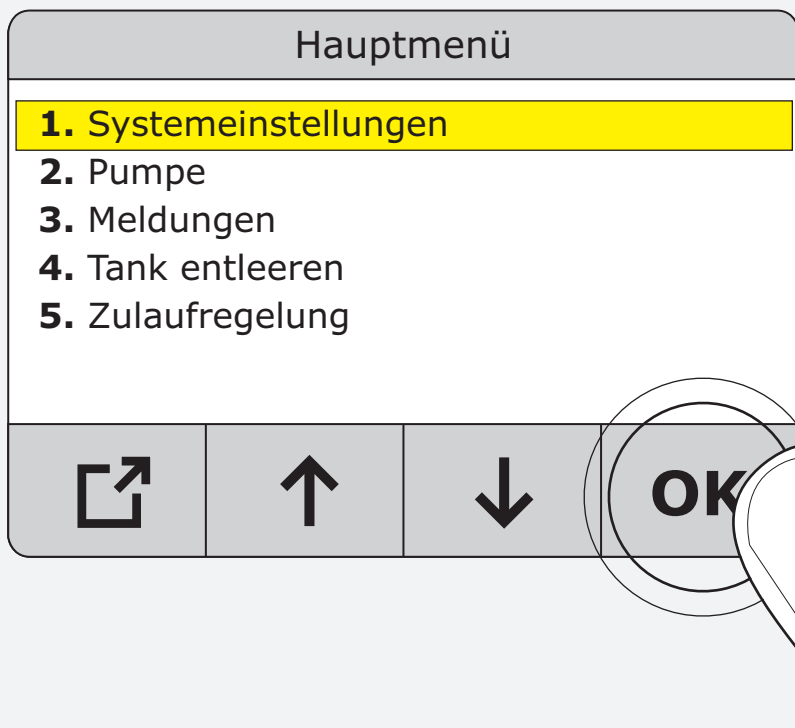 Hauptmenü
1. Systemeinstellungen
2. Pumpe
3. Meldungen
4. Tank entleeren
5. Zulaufregelung
OK